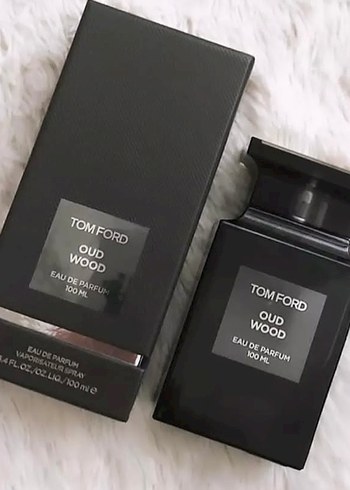 TOM FORD
OUD
WOOD
EAU DE PARFUM
100 ML
EAU DE PARFUM
VAPORISATEUR SPRAY
3.4 FL.OZ./OZ.LIQ./100 ml ℮
TOM FORD
OUD
WOOD
EAU DE PARFUM
100 ML